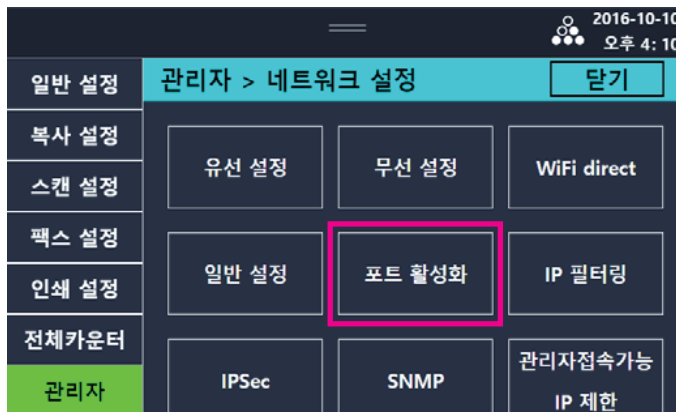 2016-10-10
오후 4: 10
일반 설정
관리자 > 네트워크 설정
닫기
복사 설정
스캔 설정
팩스 설정
인쇄 설정
전체카운터
관리자
유선 설정
무선 설정
WiFi direct
일반 설정
포트 활성화
IP 필터링
IPSec
SNMP
관리자접속가능
IP 제한